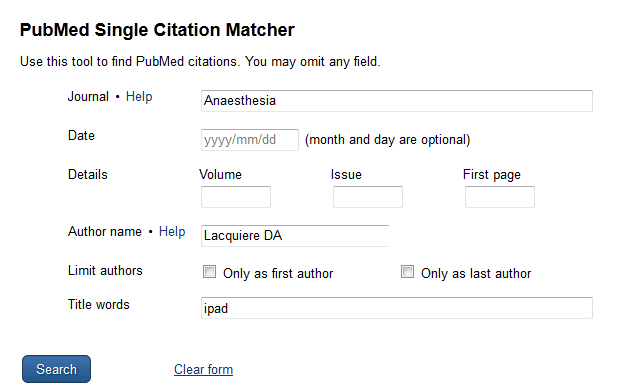 PubMed Single Citation Matcher
Use this tool to find PubMed citations. You may omit any field.
Journal • Help Anaesthesia
Date yyyy/mm/dd (month and day are optional)
Details Volume Issue First page
Author name • Help Lacquiere DA
Limit authors Only as first author Only as last author
Title words ipad
Search Clear form